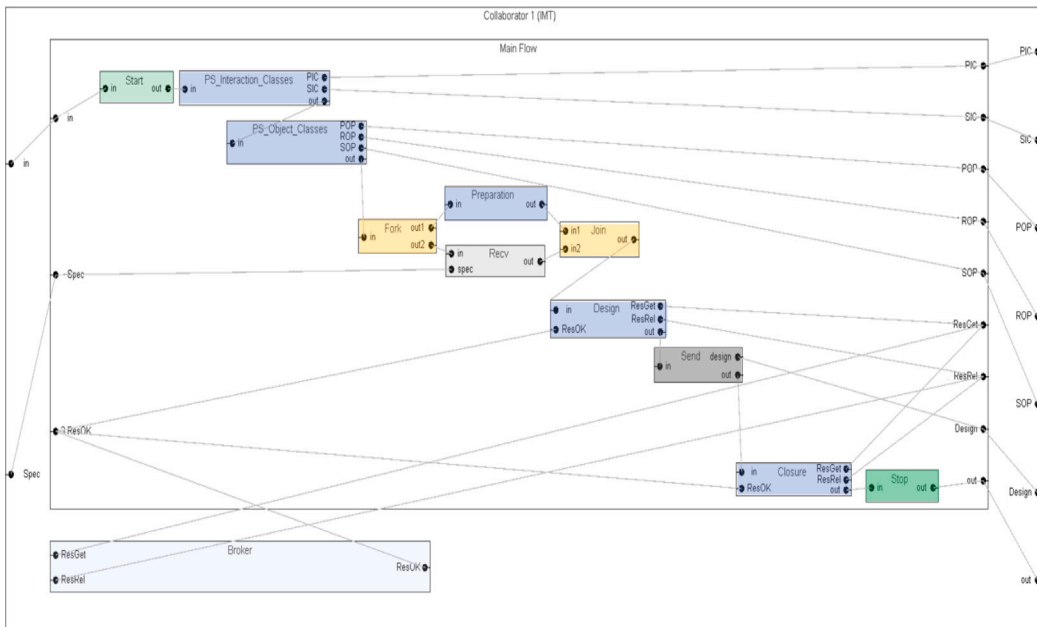 Collaborator 1 (IMT)
Main Flow
PIC
PIC
Start
in
out
PS_Interaction_Classes
in
PIC
SIC
out
in
SIC
SIC
PS_Object_Classes
in
POP
ROP
SOP
out
in
POP
POP
Preparation
in
out
Fork
in
out1
out2
Join
in1
in2
out
ROP
ROP
Recv
in
spec
out
Spec
SOP
SOP
Design
in
ResOK
ResGet
ResRel
out
ResGet
Send
in
design
out
ResRel
ResOK
Design
Design
Spec
Closure
in
ResOK
ResGet
ResRel
out
Stop
in
out
out
out
Broker
ResGet
ResRel
ResOK